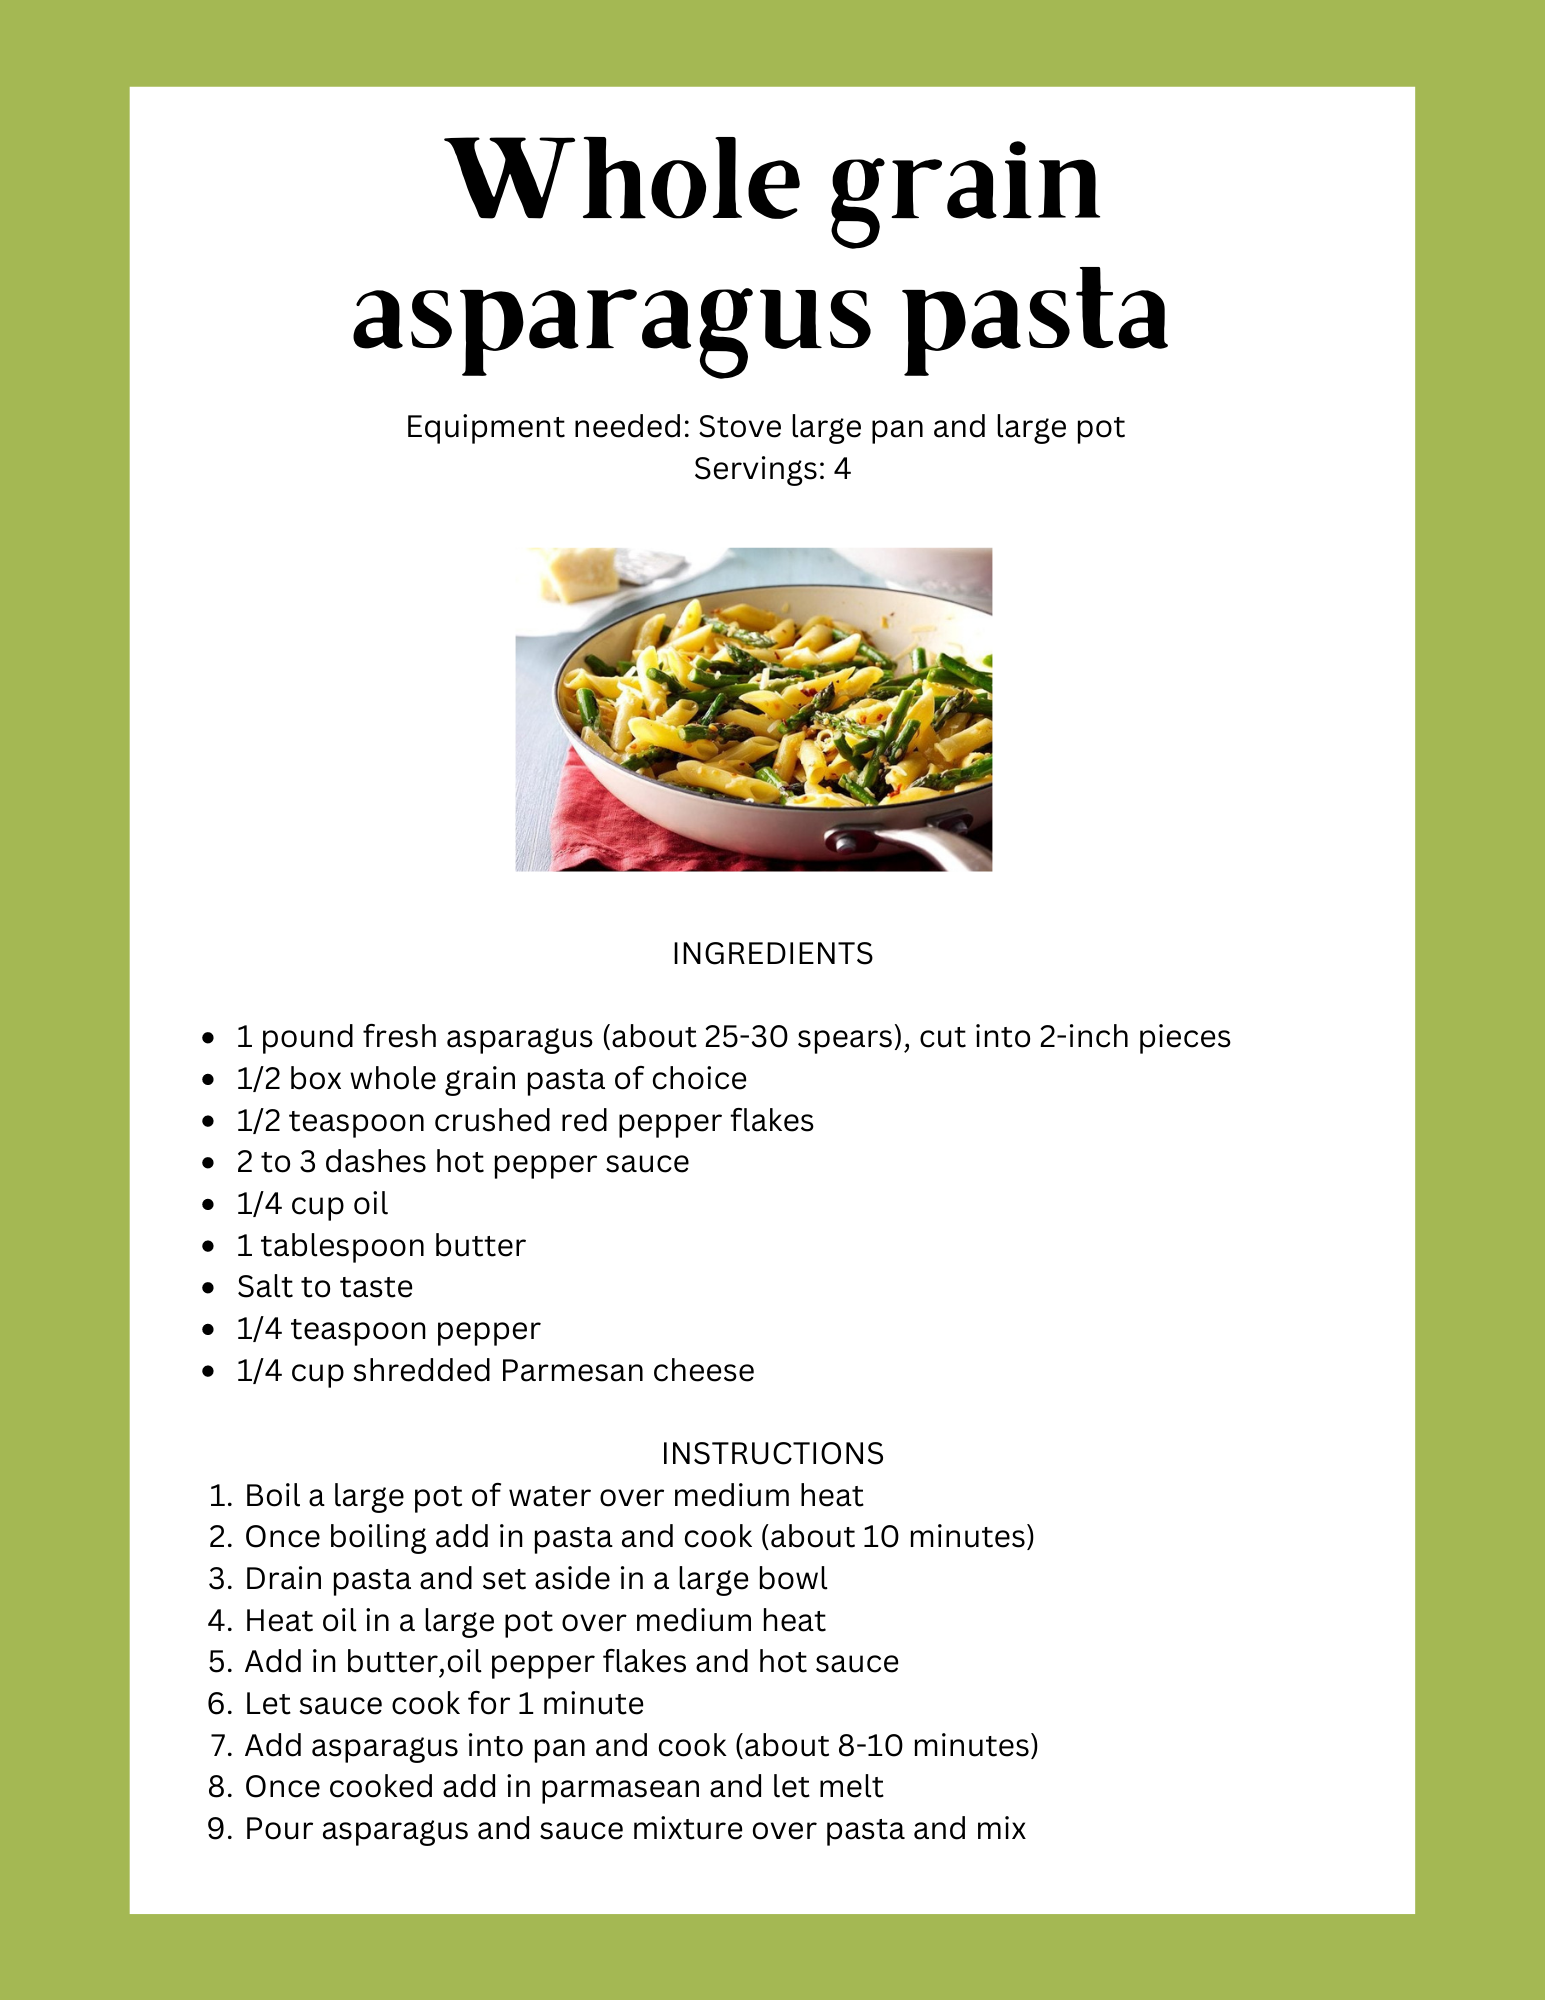 Whole grain
asparagus pasta
Equipment needed: Stove large pan and large pot
Servings: 4
INGREDIENTS
• 1 pound fresh asparagus (about 25-30 spears), cut into 2-inch pieces
• 1/2 box whole grain pasta of choice
• 1/2 teaspoon crushed red pepper flakes
• 2 to 3 dashes hot pepper sauce
• 1/4 cup oil
• 1 tablespoon butter
• Salt to taste
• 1/4 teaspoon pepper
• 1/4 cup shredded Parmesan cheese
INSTRUCTIONS
1. Boil a large pot of water over medium heat
2. Once boiling add in pasta and cook (about 10 minutes)
3. Drain pasta and set aside in a large bowl
4. Heat oil in a large pot over medium heat
5. Add in butter,oil pepper flakes and hot sauce
6. Let sauce cook for 1 minute
7. Add asparagus into pan and cook (about 8-10 minutes)
8. Once cooked add in parmasean and let melt
9. Pour asparagus and sauce mixture over pasta and mix